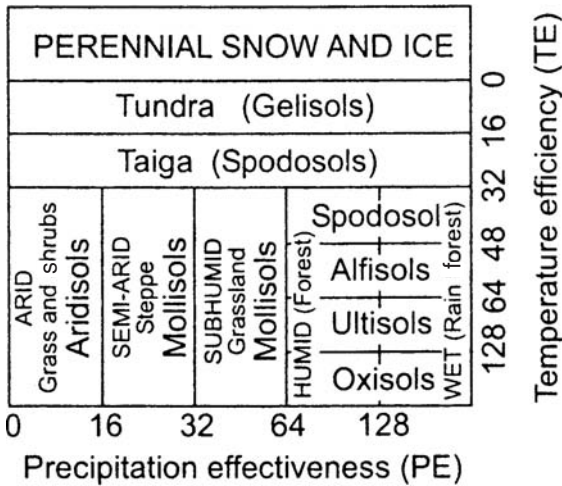 PERENNIAL SNOW AND ICE
Tundra (Gelisols)
Taiga (Spodosols)
ARID
Grass and shrubs
Aridisols
SEMI-ARID
Steppe
Mollisols
SUBHUMID
Grassland
Mollisols
HUMID (Forest)
Spodosol
Alfisols
Ultisols
Oxisols
WET (Rain forest)
0
16
32
48
64
128
Temperature efficiency (TE)
0 16 32 64 128
Precipitation effectiveness (PE)